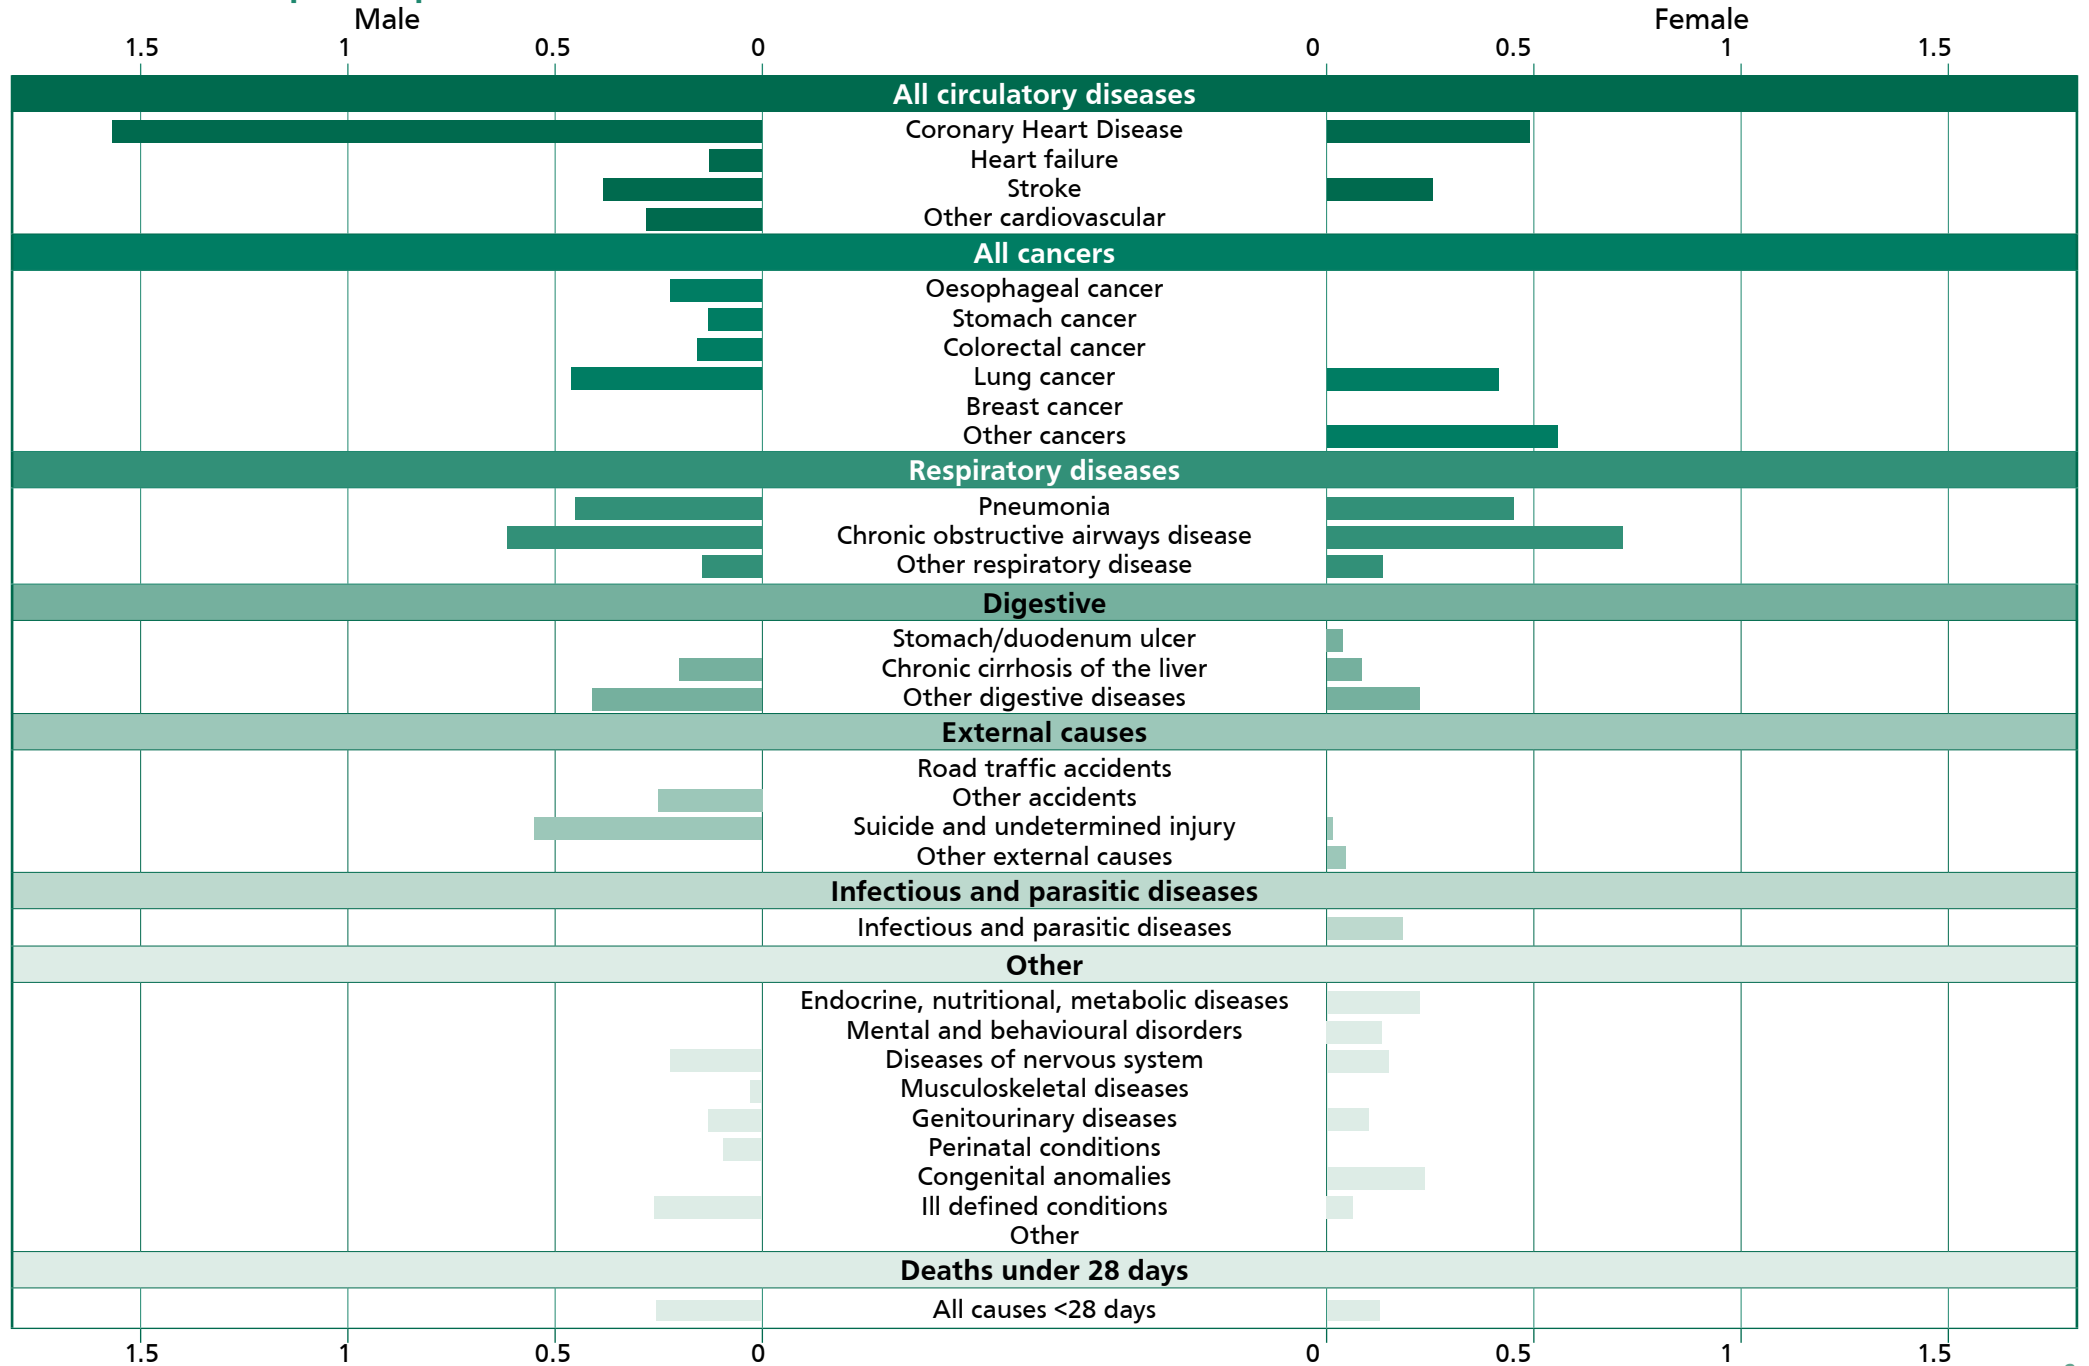 Male Female
1.5 1 0.5 0 0 0.5 1 1.5
All circulatory diseases
Coronary Heart Disease
Heart failure
Stroke
Other cardiovascular
All cancers
Oesophageal cancer
Stomach cancer
Colorectal cancer
Lung cancer
Breast cancer
Other cancers
Respiratory diseases
Pneumonia
Chronic obstructive airways disease
Other respiratory disease
Digestive
Stomach/duodenum ulcer
Chronic cirrhosis of the liver
Other digestive diseases
External causes
Road traffic accidents
Other accidents
Suicide and undetermined injury
Other external causes
Infectious and parasitic diseases
Infectious and parasitic diseases
Other
Endocrine, nutritional, metabolic diseases
Mental and behavioural disorders
Diseases of nervous system
Musculoskeletal diseases
Genitourinary diseases
Perinatal conditions
Congenital anomalies
Ill defined conditions
Other
Deaths under 28 days
All causes <28 days
1.5 1 0.5 0 0 0.5 1 1.5